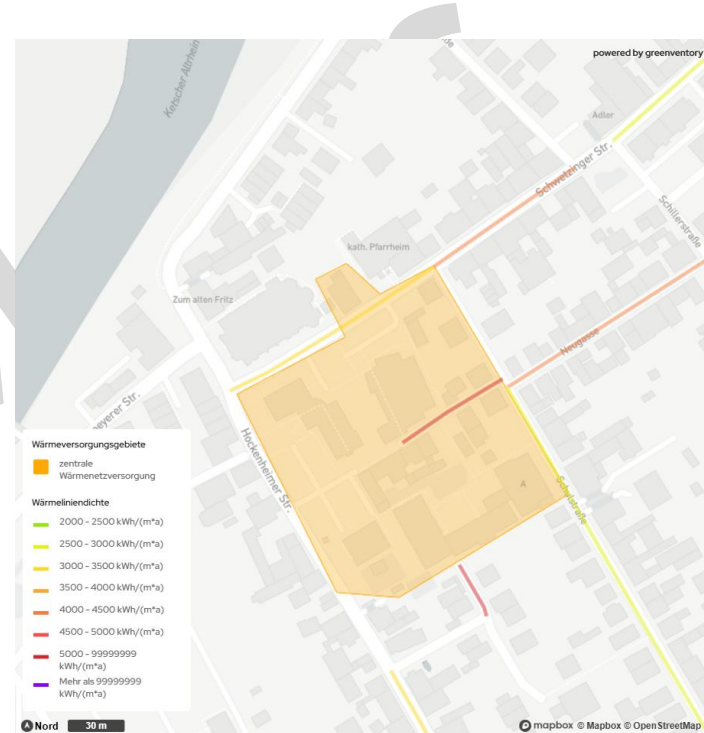 powered by greenventory
Ketscher Altrhein
Adler
Schwetzinger Str.
Schillerstraße
kath. Pfarrheim
Zum alten Fritz
Neugasse
meyerer Str.
Hockenheimer Str.
A
Schulstraße
Wärmeversorgungsgebiete
zentrale
Wärmenetzversorgung
Wärmeliniendichte
2000 - 2500 kWh/(m*a)
2500 - 3000 kWh/(m*a)
3000 - 3500 kWh/(m*a)
3500 - 4000 kWh/(m*a)
4000 - 4500 kWh/(m*a)
4500 - 5000 kWh/(m*a)
5000 - 99999999
kWh/(m*a)
Mehr als 99999999
kWh/(m*a)
Nord 30 m
mapbox © Mapbox © OpenStreetMap